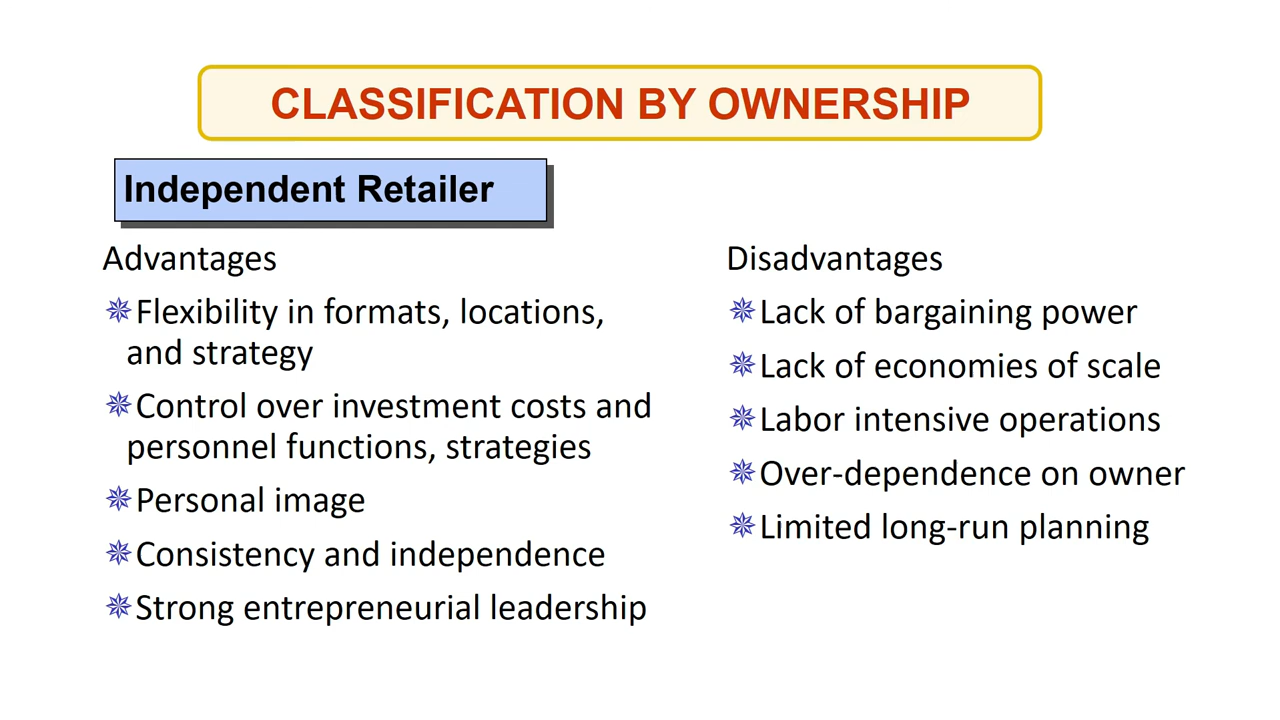 CLASSIFICATION BY OWNERSHIP
Independent Retailer
Advantages
Flexibility in formats, locations,
and strategy
Control over investment costs and
personnel functions, strategies
Personal image
Consistency and independence
Strong entrepreneurial leadership
Disadvantages
Lack of bargaining power
Lack of economies of scale
Labor intensive operations
Over-dependence on owner
Limited long-run planning